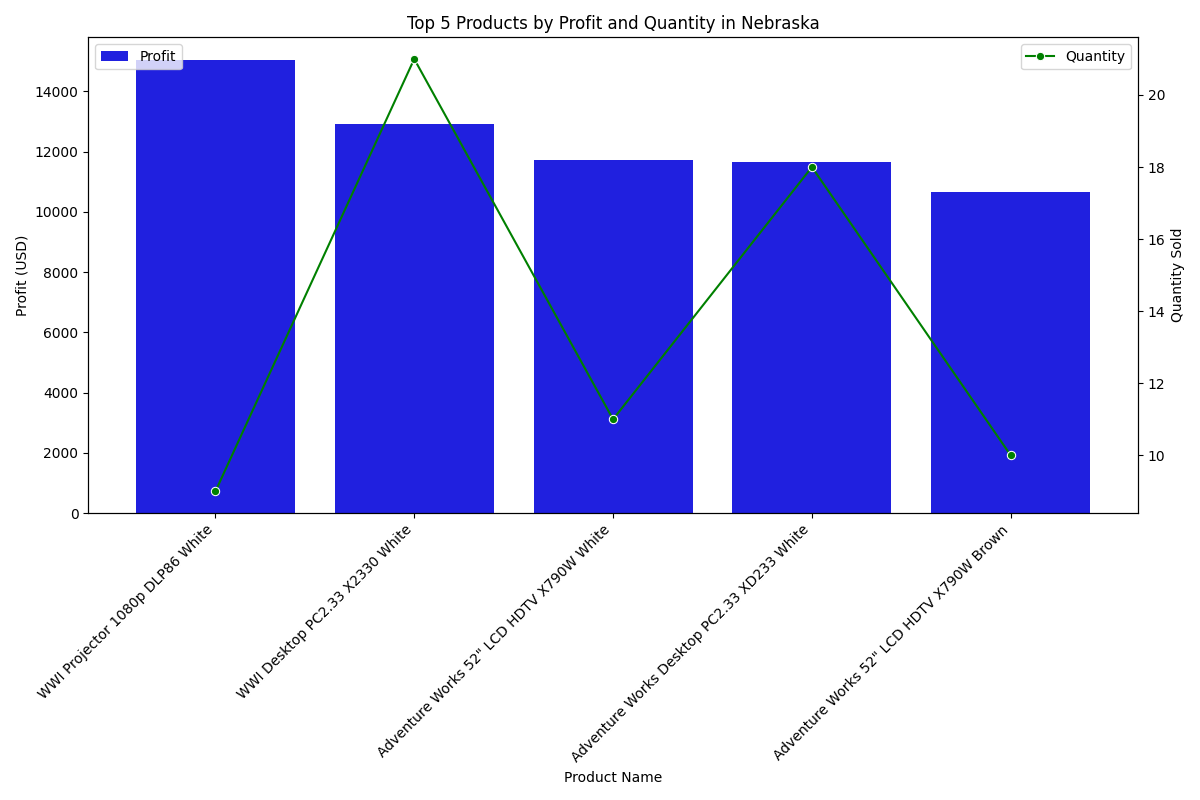 Top 5 Products by Profit and Quantity in Nebraska
Profit
Quantity
14000
12000
10000
8000
6000
4000
2000
0
Profit (USD)
20
18
16
14
12
10
Quantity Sold
WWI Projector 1080p DLP86 White
WWI Desktop PC2.33 X2330 White
Adventure Works 52" LCD HDTV X790W White
Adventure Works Desktop PC2.33 XD233 White
Adventure Works 52" LCD HDTV X790W Brown
Product Name